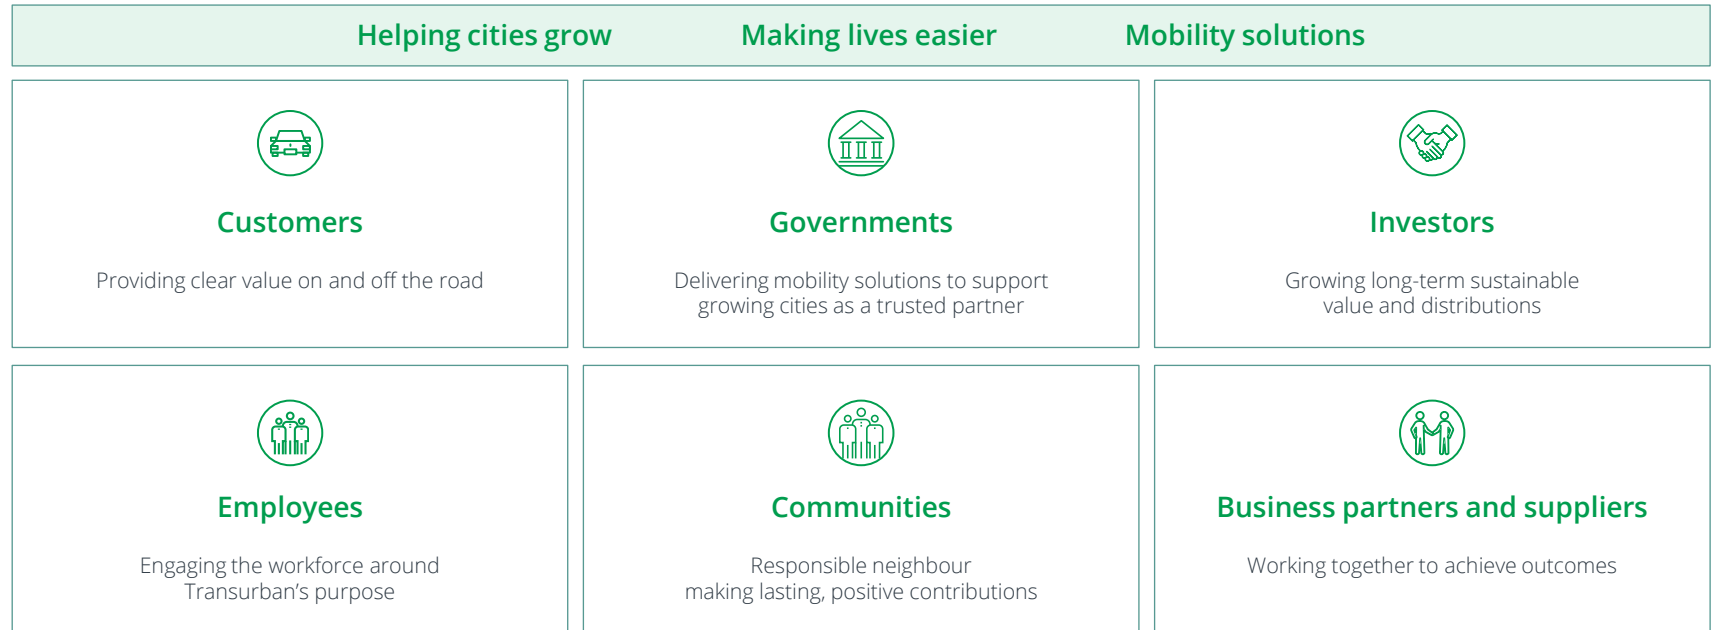 Helping cities grow
Making lives easier
Mobility solutions
Customers
Providing clear value on and off the road
Governments
Delivering mobility solutions to support
growing cities as a trusted partner
Investors
Growing long-term sustainable
value and distributions
Employees
Engaging the workforce around
Transurban’s purpose
Communities
Responsible neighbour
making lasting, positive contributions
Business partners and suppliers
Working together to achieve outcomes